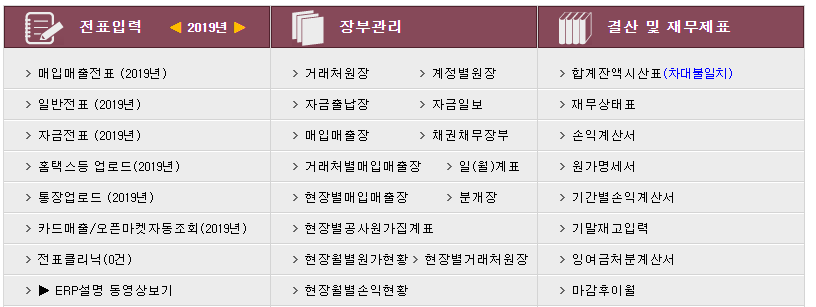 전표입력 ◀ 2019년 ▶
> 매입매출전표 (2019년)
> 일반전표 (2019년)
> 자금전표 (2019년)
> 홈택스등 업로드(2019년)
> 통장업로드 (2019년)
> 카드매출/오픈마켓자동조회(2019년)
> 전표클리닉(0건)
> ▶ ERP설명 동영상보기
장부관리
> 거래처원장 > 계정별원장
> 자금출납장 > 자금일보
> 매입매출장 > 채권채무장부
> 거래처별매입매출장 > 일(월)계표
> 현장별매입매출장 > 분개장
> 현장별공사원가집계표
> 현장월별원가현황 > 현장별거래처원장
> 현장월별손익현황
결산 및 재무제표
> 합계잔액시산표(차대불일치)
> 재무상태표
> 손익계산서
> 원가명세서
> 기간별손익계산서
> 기말재고입력
> 잉여금처분계산서
> 마감후이월